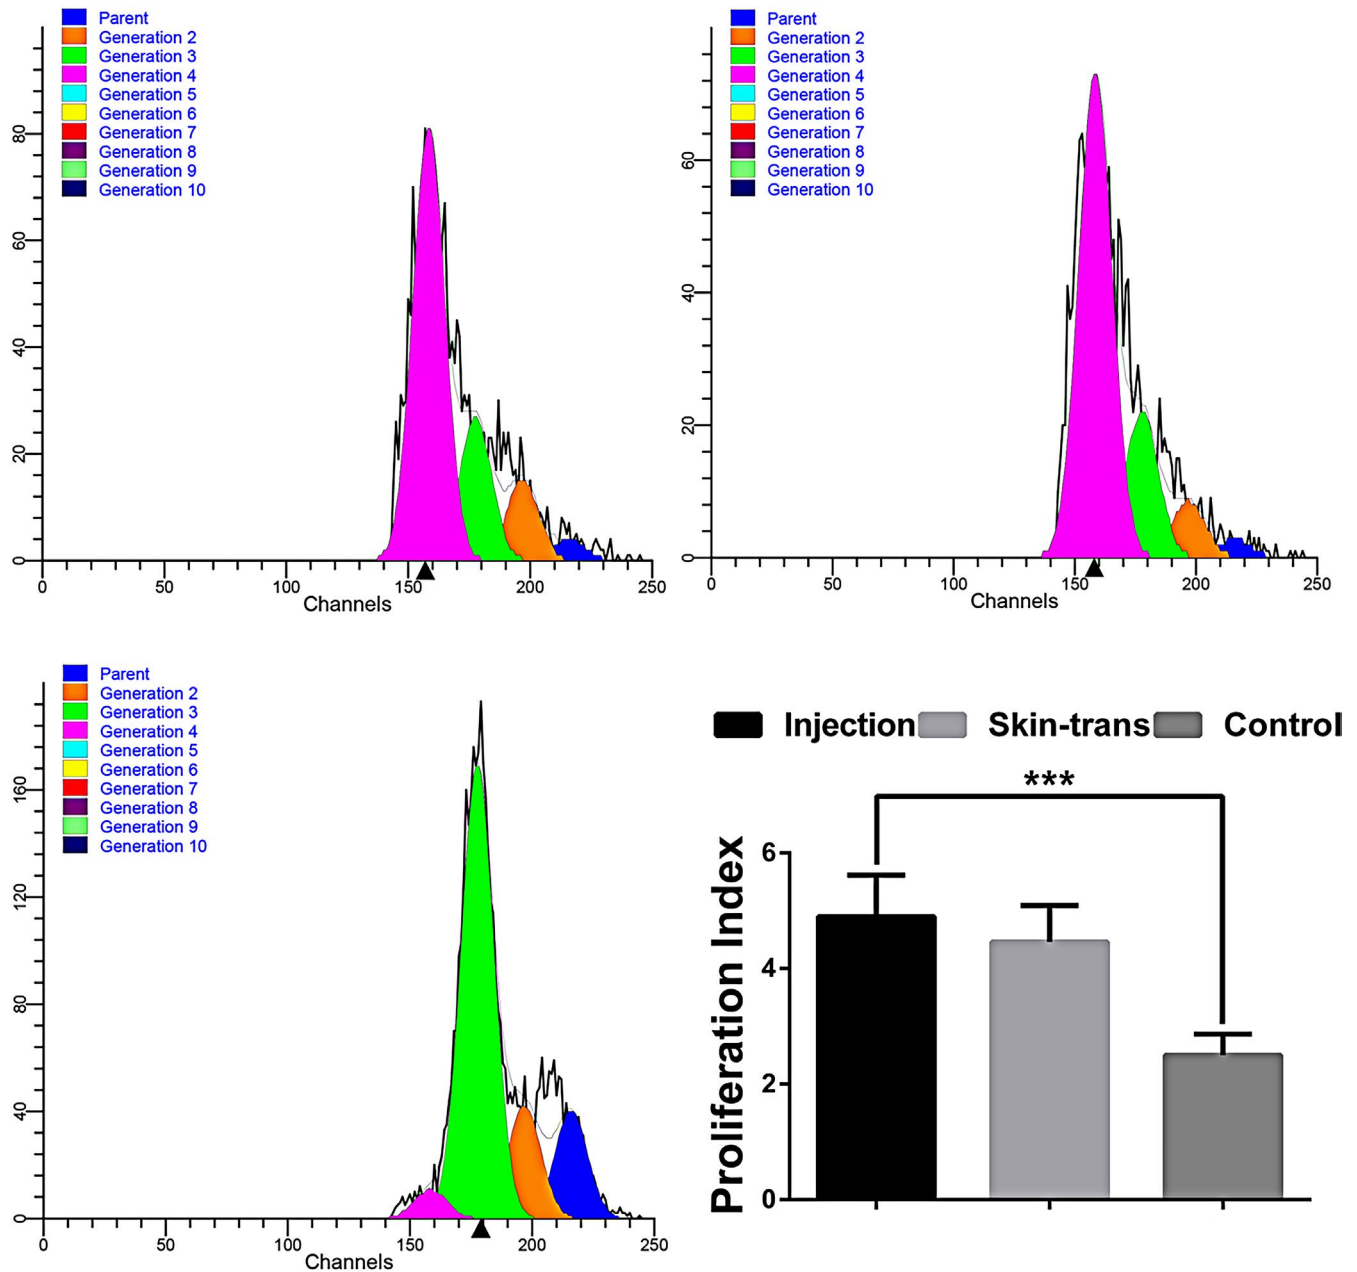 Parent
Generation 2
Generation 3
Generation 4
Generation 5
Generation 6
Generation 7
Generation 8
Generation 9
Generation 10
80
60
40
20
0
0 50 100 150 200 250
Channels
Parent
Generation 2
Generation 3
Generation 4
Generation 5
Generation 6
Generation 7
Generation 8
Generation 9
Generation 10
60
40
20
0
0 50 100 150 200 250
Channels
Parent
Generation 2
Generation 3
Generation 4
Generation 5
Generation 6
Generation 7
Generation 8
Generation 9
Generation 10
160
120
80
40
0
0 50 100 150 200 250
Channels
Injection Skin-trans Control
***
Proliferation Index
6
4
2
0